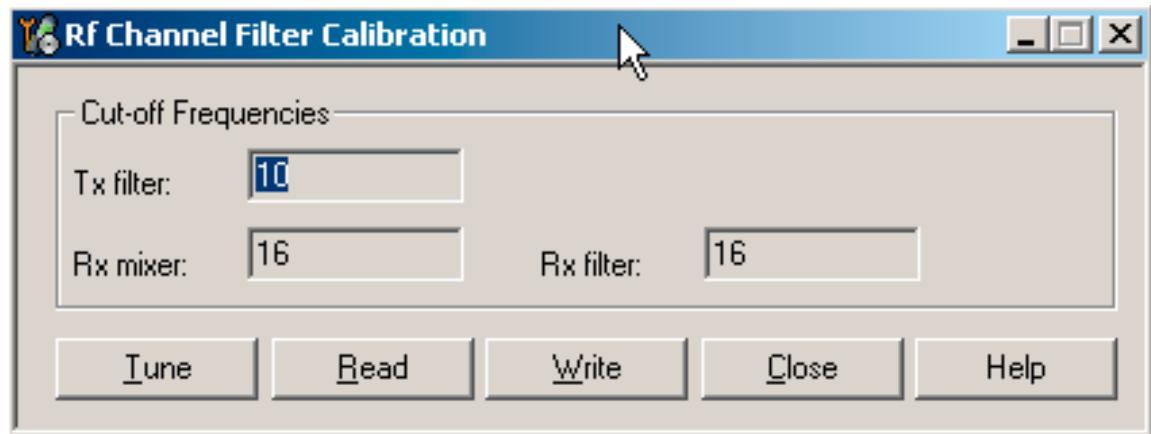 Rf Channel Filter Calibration
Cut-off Frequencies
Tx filter: 10
Rx mixer: 16 Rx filter: 16
Tune Read Write Close Help